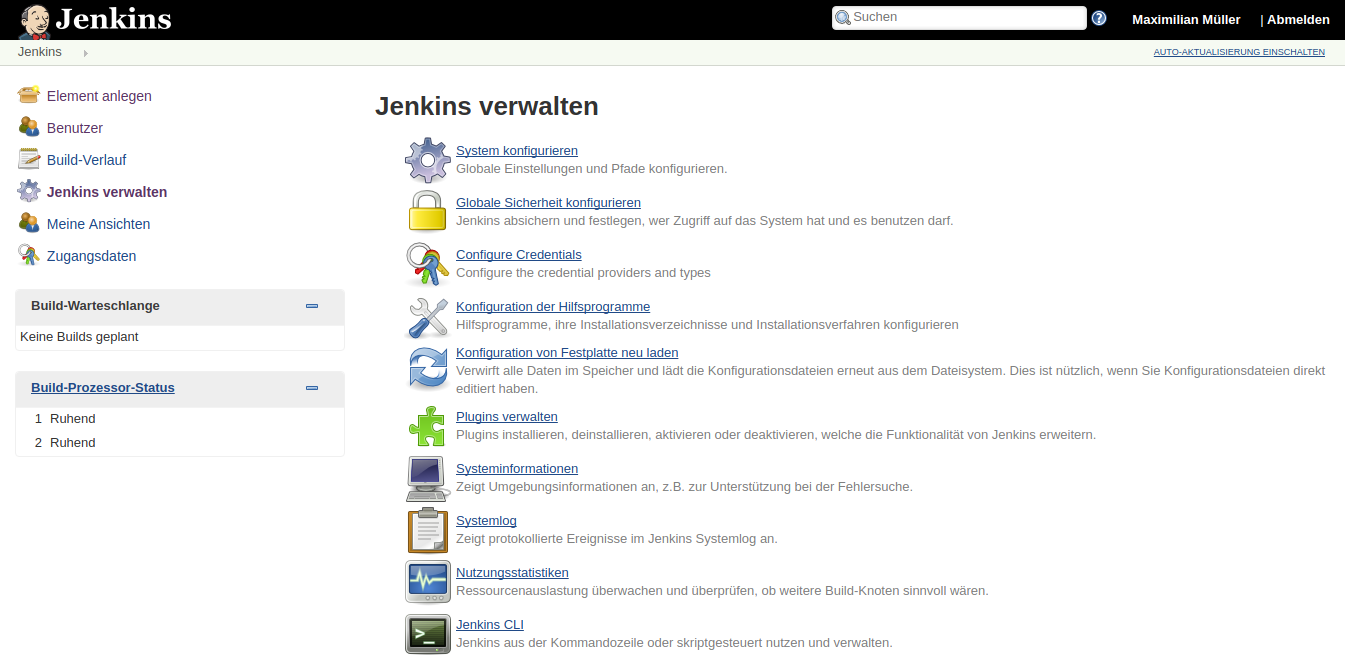 Jenkins
Suchen
Maximilian Müller
| Abmelden
Jenkins
AUTO-AKTUALISIERUNG EINSCHALTEN
Element anlegen
Benutzer
Build-Verlauf
Jenkins verwalten
Meine Ansichten
Zugangsdaten
Build-Warteschlange
Keine Builds geplant
Build-Prozessor-Status
1 Ruhend
2 Ruhend
Jenkins verwalten
System konfigurieren
Globale Einstellungen und Pfade konfigurieren.
Globale Sicherheit konfigurieren
Jenkins absichern und festlegen, wer Zugriff auf das System hat und es benutzen darf.
Configure Credentials
Configure the credential providers and types
Konfiguration der Hilfsprogramme
Hilfsprogramme, ihre Installationsverzeichnisse und Installationsverfahren konfigurieren
Konfiguration von Festplatte neu laden
Verwirft alle Daten im Speicher und lädt die Konfigurationsdateien erneut aus dem Dateisystem. Dies ist nützlich, wenn Sie Konfigurationsdateien direkt
editiert haben.
Plugins verwalten
Plugins installieren, deinstallieren, aktivieren oder deaktivieren, welche die Funktionalität von Jenkins erweitern.
Systeminformationen
Zeigt Umgebungsinformationen an, z.B. zur Unterstützung bei der Fehlersuche.
Systemlog
Zeigt protokollierte Ereignisse im Jenkins Systemlog an.
Nutzungsstatistiken
Ressourcenauslastung überwachen und überprüfen, ob weitere Build-Knoten sinnvoll wären.
Jenkins CLI
Jenkins aus der Kommandozeile oder skriptgesteuert nutzen und verwalten.